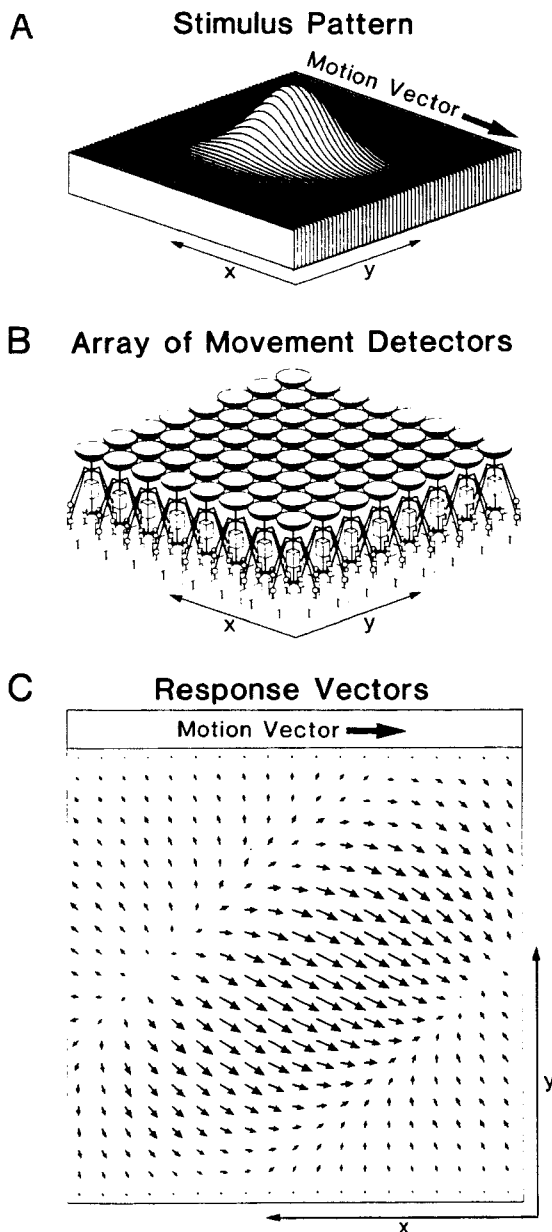 A Stimulus Pattern
Motion Vector
x y
B Array of Movement Detectors
x y
C Response Vectors
Motion Vector
y
x